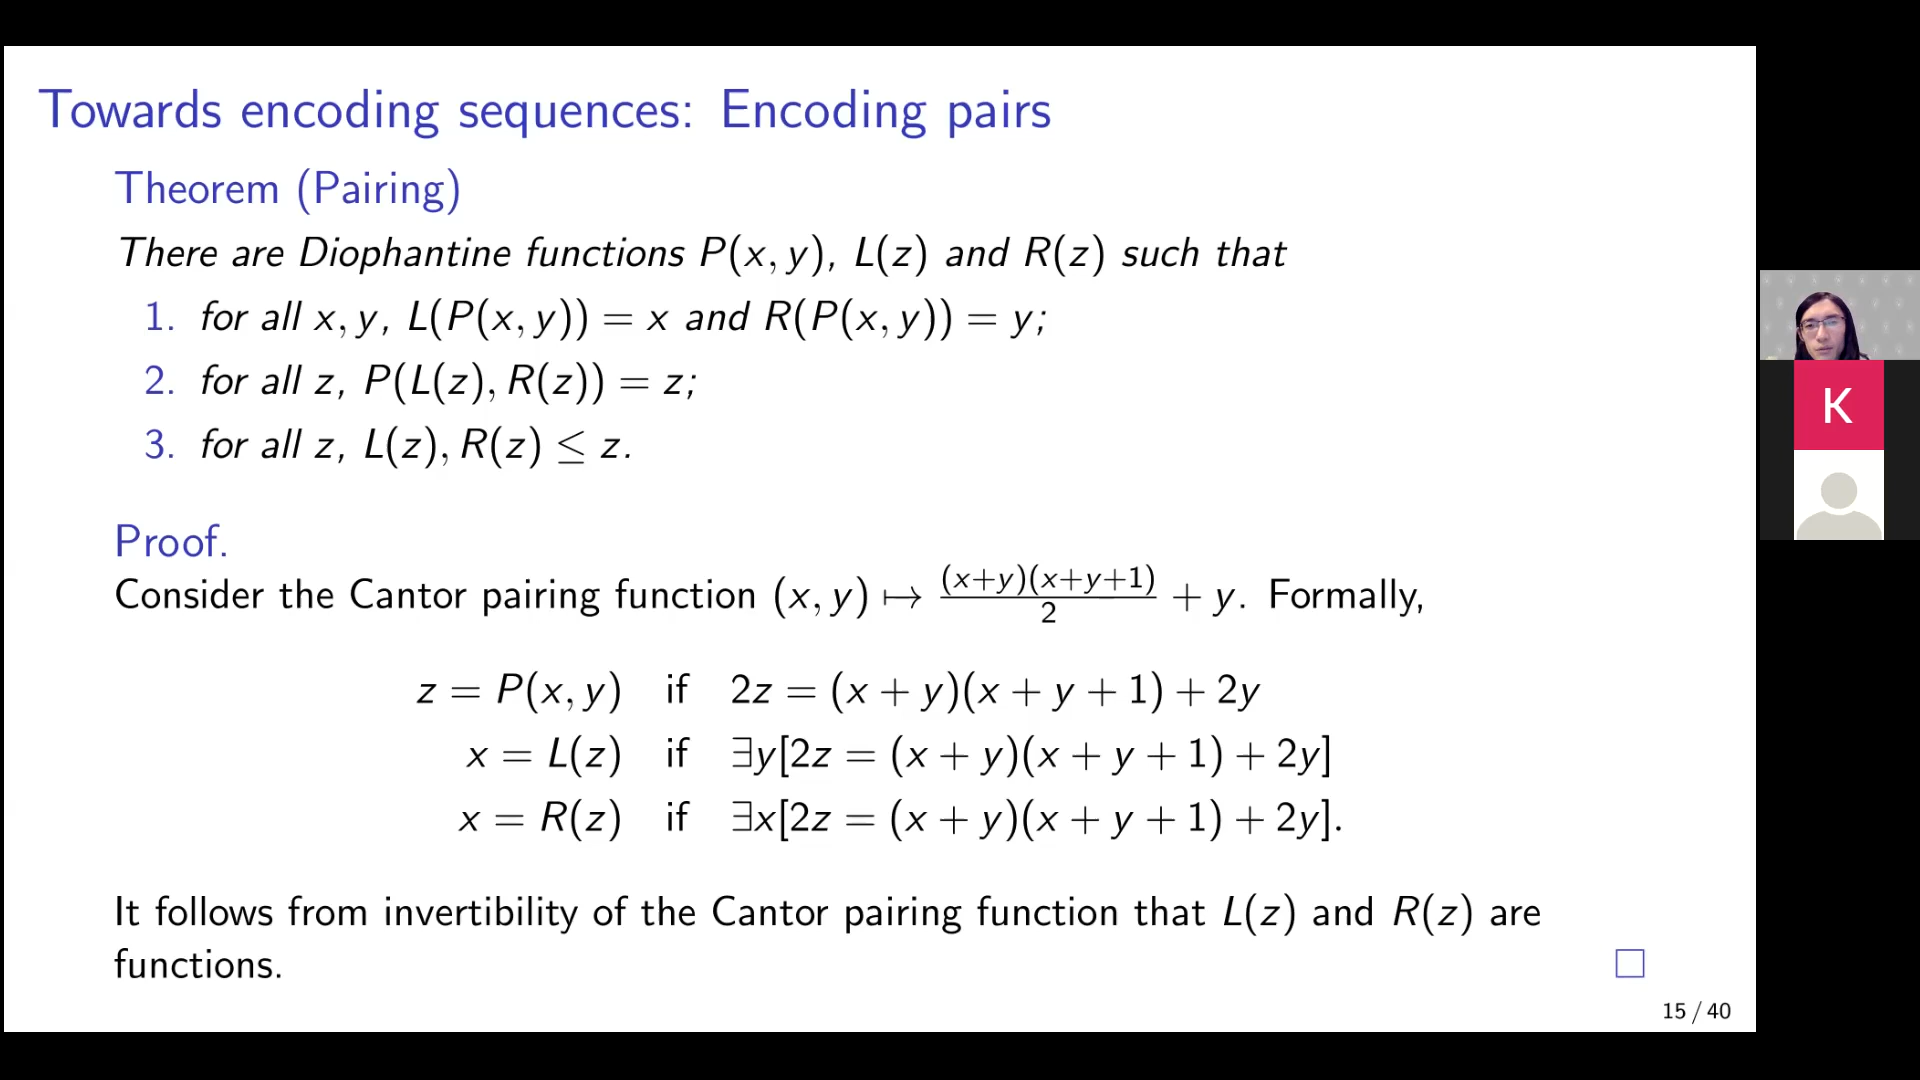 Towards encoding sequences: Encoding pairs
Theorem (Pairing)
There are Diophantine functions P(x, y), L(z) and R(z) such that
1. for all x, y, L(P(x, y)) = x and R(P(x, y)) = y;
2. for all z, P(L(z), R(z)) = z;
3. for all z, L(z), R(z) ≤ z.
Proof.
Consider the Cantor pairing function (x, y) ↦ (x+y)(x+y+1)/2 + y. Formally,
z = P(x, y) if 2z = (x + y)(x + y + 1) + 2y
x = L(z) if ∃y[2z = (x + y)(x + y + 1) + 2y]
x = R(z) if ∃x[2z = (x + y)(x + y + 1) + 2y].
It follows from invertibility of the Cantor pairing function that L(z) and R(z) are
functions. □
15 / 40
K